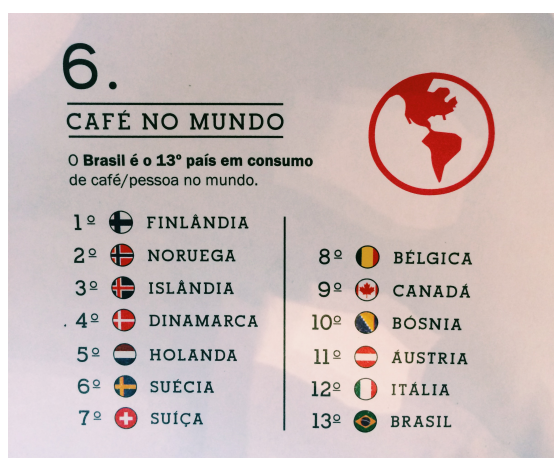 6.
CAFÉ NO MUNDO
O Brasil é o 13º país em consumo
de café/pessoa no mundo.
1º FINLÂNDIA
2º NORUEGA
3º ISLÂNDIA
4º DINAMARCA
5º HOLANDA
6º SUÉCIA
7º SUÍÇA
8º BÉLGICA
9º CANADÁ
10º BÓSNIA
11º ÁUSTRIA
12º ITÁLIA
13º BRASIL